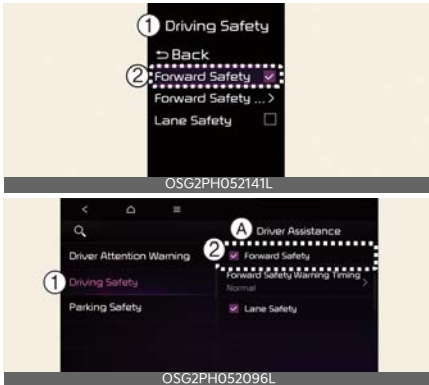 ① Driving Safety
⮌ Back
② Forward Safety
Forward Safety ... >
Lane Safety
OSG2PH052141L
Ⓐ Driver Assistance
Driver Attention Warning
② Forward Safety
① Driving Safety
Forward Safety Warning Timing >
Normal
Parking Safety
Lane Safety
OSG2PH052096L